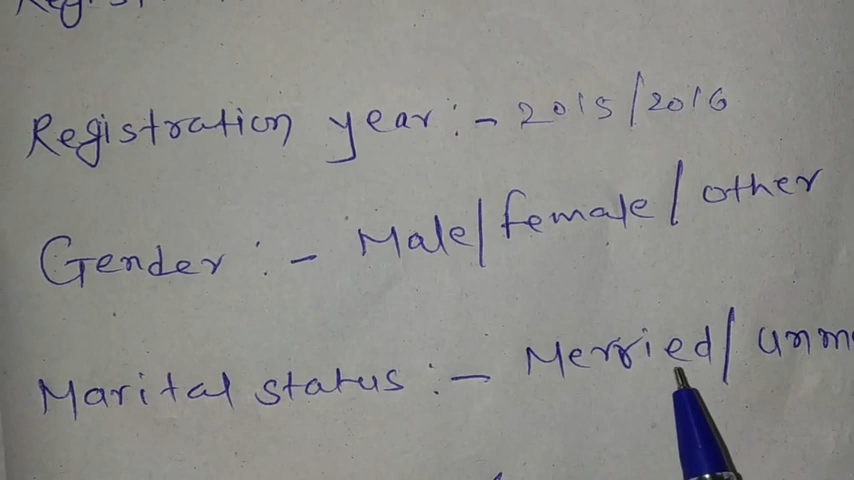 Registration year :- 2015/2016
Gender :- Male/female/other
Marital status :- Merried/